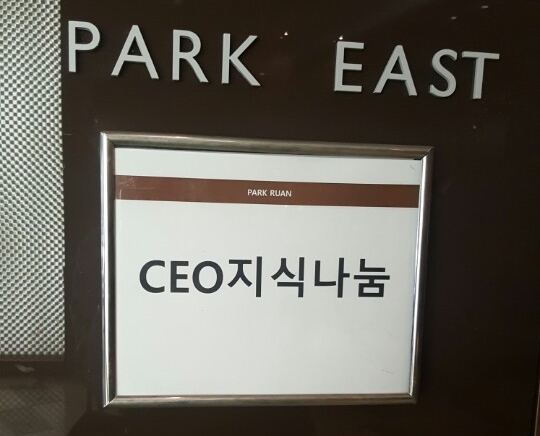 PARK EAST
PARK RUAN
CEO지식나눔